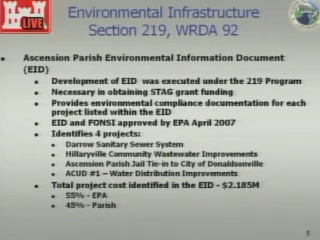 Environmental Infrastructure
Section 219, WRDA 92
LIVE
Ascension Parish Environmental Information Document
(EID)
Development of EID was executed under the 219 Program
Necessary in obtaining STAG grant funding
Provides environmental compliance documentation for each
project listed within the EID
EID and FONSI approved by EPA April 2007
Identifies 4 projects:
Darrow Sanitary Sewer System
Hillaryville Community Wastewater Improvements
Ascension Parish Jail Tie-in to City of Donaldsonville
ACUD #1 – Water Distribution Improvements
Total project cost identified in the EID - $2.185M
55% - EPA
45% - Parish
5